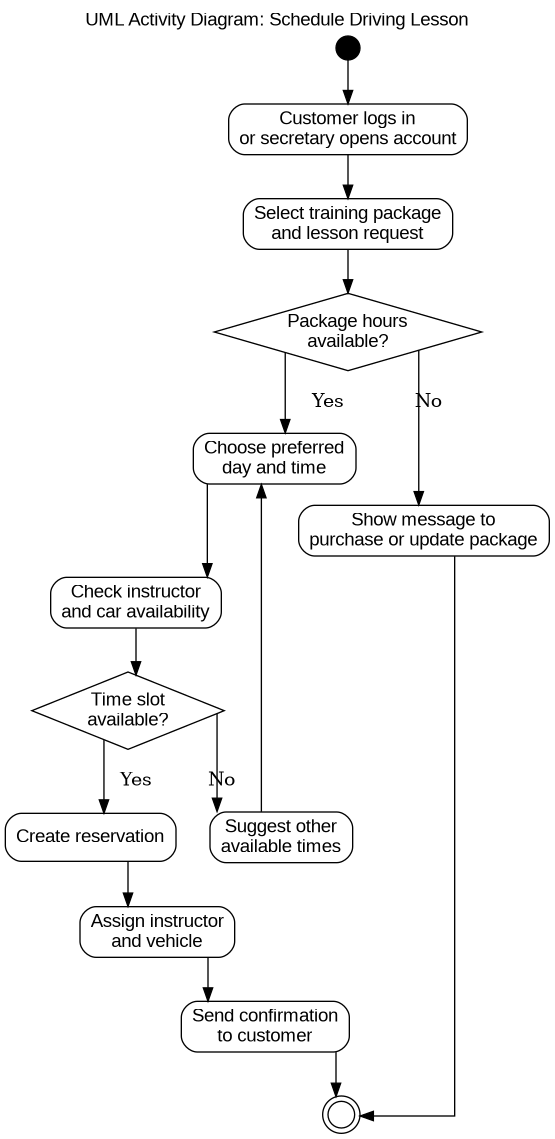 UML Activity Diagram: Schedule Driving Lesson
Customer logs in
or secretary opens account
Select training package
and lesson request
Package hours
available?
Yes
No
Choose preferred
day and time
Show message to
purchase or update package
Check instructor
and car availability
Time slot
available?
Yes
No
Create reservation
Suggest other
available times
Assign instructor
and vehicle
Send confirmation
to customer